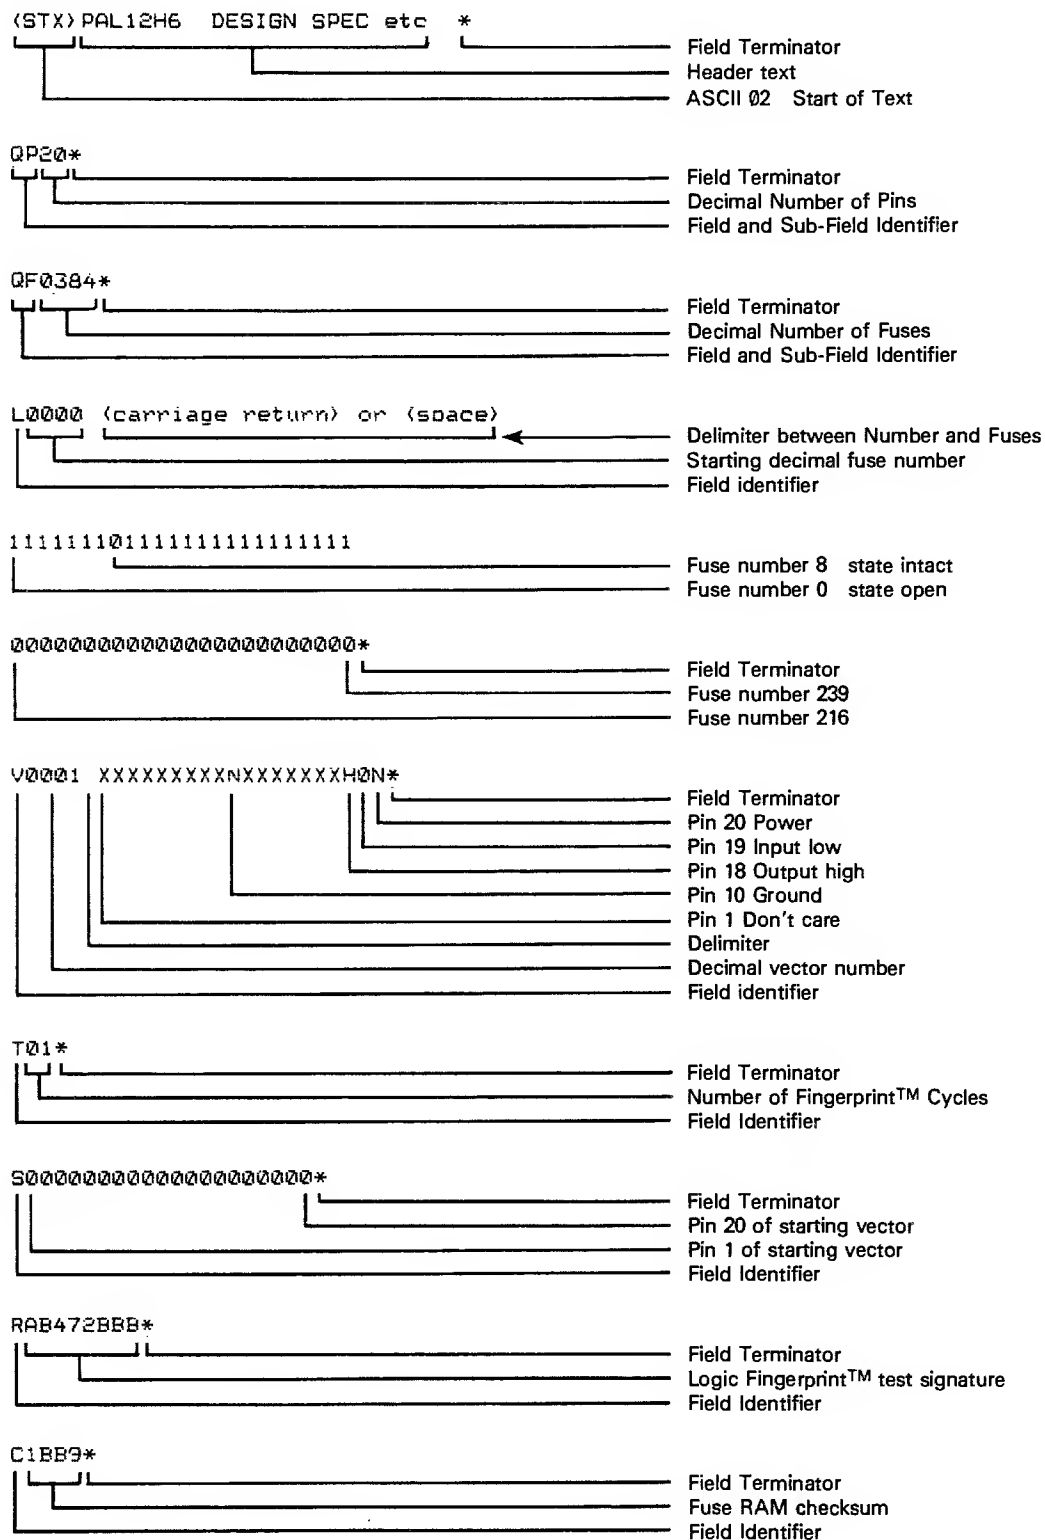 (STX)PAL12H6 DESIGN SPEC etc *
Field Terminator
Header text
ASCII 02 Start of Text
QP20*
Field Terminator
Decimal Number of Pins
Field and Sub-Field Identifier
QF0384*
Field Terminator
Decimal Number of Fuses
Field and Sub-Field Identifier
L0000 (carriage return) or (space)
Delimiter between Number and Fuses
Starting decimal fuse number
Field identifier
111111101111111111111111
Fuse number 8 state intact
Fuse number 0 state open
000000000000000000000000*
Field Terminator
Fuse number 239
Fuse number 216
V0001 XXXXXXXXXNXXXXXXXH0N*
Field Terminator
Pin 20 Power
Pin 19 Input low
Pin 18 Output high
Pin 10 Ground
Pin 1 Don't care
Delimiter
Decimal vector number
Field identifier
T01*
Field Terminator
Number of Fingerprint™ Cycles
Field Identifier
S00000000000000000000*
Field Terminator
Pin 20 of starting vector
Pin 1 of starting vector
Field Identifier
RAB472BBB*
Field Terminator
Logic Fingerprint™ test signature
Field Identifier
C1BB9*
Field Terminator
Fuse RAM checksum
Field Identifier